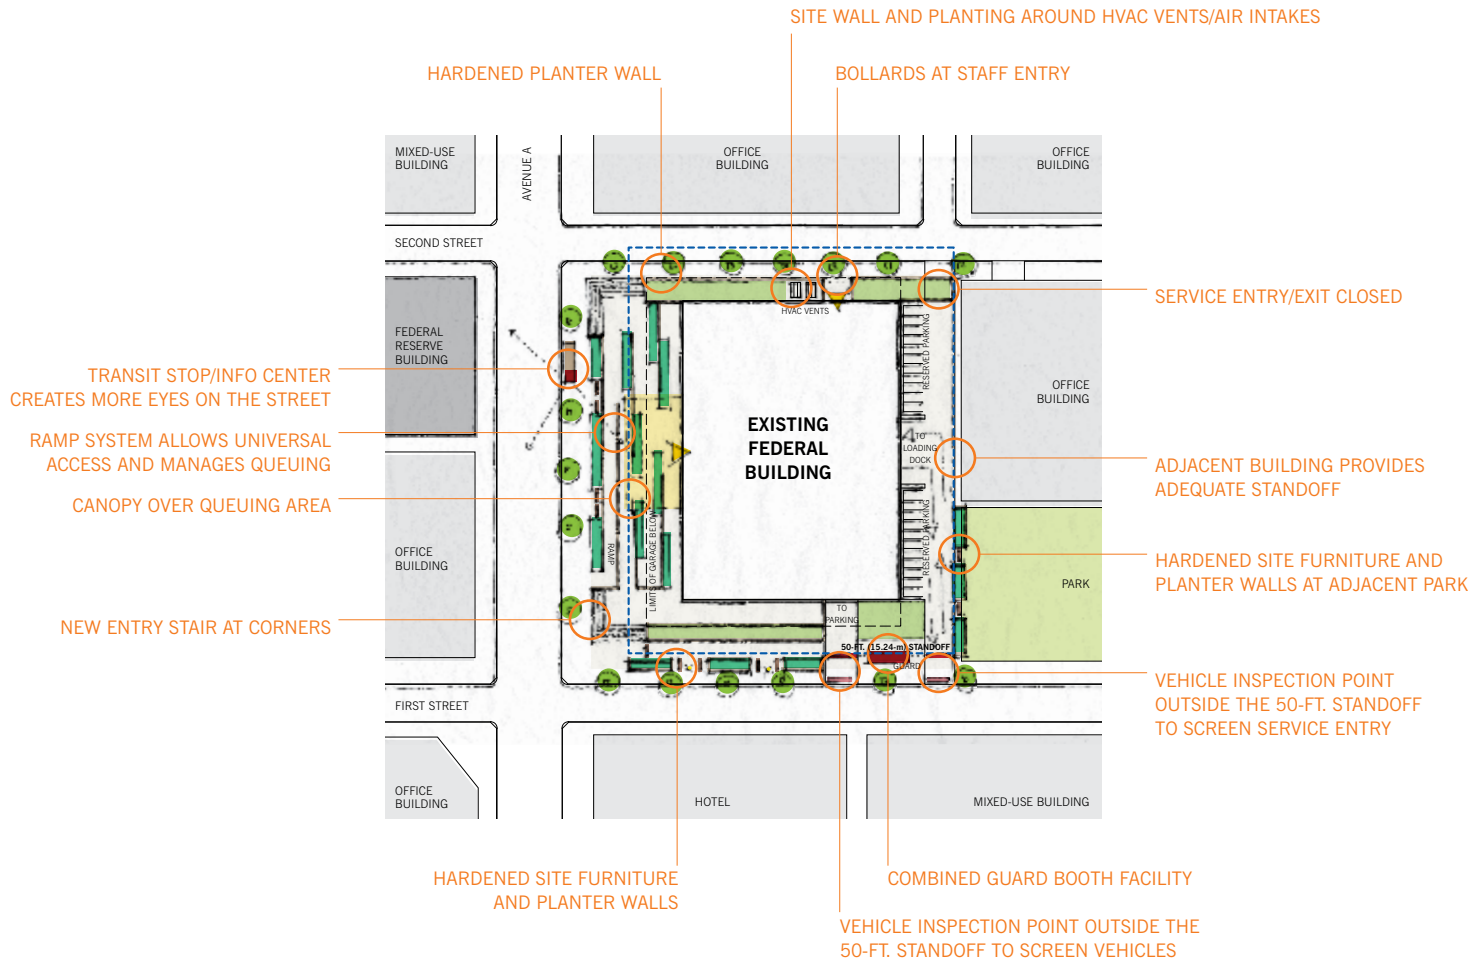 SITE WALL AND PLANTING AROUND HVAC VENTS/AIR INTAKES
HARDENED PLANTER WALL
BOLLARDS AT STAFF ENTRY
MIXED-USE
BUILDING
AVENUE A
OFFICE
BUILDING
OFFICE
BUILDING
SECOND STREET
SERVICE ENTRY/EXIT CLOSED
HVAC VENTS
RESERVED PARKING
FEDERAL
RESERVE
BUILDING
TRANSIT STOP/INFO CENTER
CREATES MORE EYES ON THE STREET
OFFICE
BUILDING
EXISTING
FEDERAL
BUILDING
RAMP SYSTEM ALLOWS UNIVERSAL
ACCESS AND MANAGES QUEUING
TO
LOADING
DOCK
ADJACENT BUILDING PROVIDES
ADEQUATE STANDOFF
CANOPY OVER QUEUING AREA
OFFICE
BUILDING
RAMP
LIMITS OF GARAGE BELOW
RESERVED PARKING
HARDENED SITE FURNITURE AND
PLANTER WALLS AT ADJACENT PARK
PARK
TO
PARKING
NEW ENTRY STAIR AT CORNERS
50-FT. (15.24-m) STANDOFF
GUARD
VEHICLE INSPECTION POINT
OUTSIDE THE 50-FT. STANDOFF
TO SCREEN SERVICE ENTRY
FIRST STREET
OFFICE
BUILDING
HOTEL
MIXED-USE BUILDING
HARDENED SITE FURNITURE
AND PLANTER WALLS
COMBINED GUARD BOOTH FACILITY
VEHICLE INSPECTION POINT OUTSIDE THE
50-FT. STANDOFF TO SCREEN VEHICLES